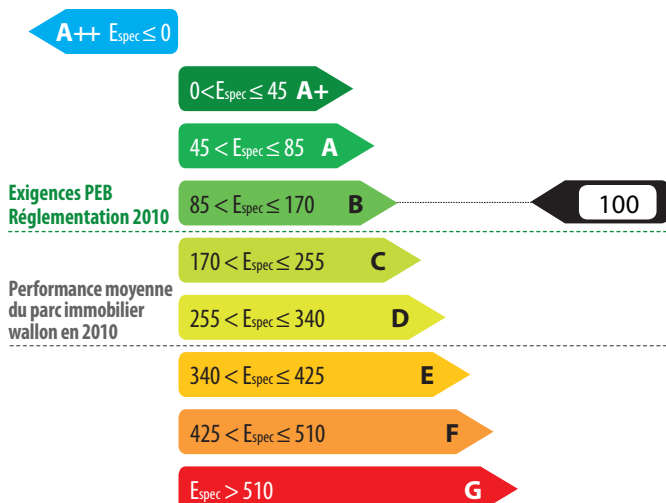 A++ Espec ≤ 0
0<Espec ≤ 45 A+
45 < Espec ≤ 85 A
Exigences PEB
Réglementation 2010
85 < Espec ≤ 170 B
100
170 < Espec ≤ 255 C
Performance moyenne
du parc immobilier
wallon en 2010
255 < Espec ≤ 340 D
340 < Espec ≤ 425 E
425 < Espec ≤ 510 F
Espec > 510 G